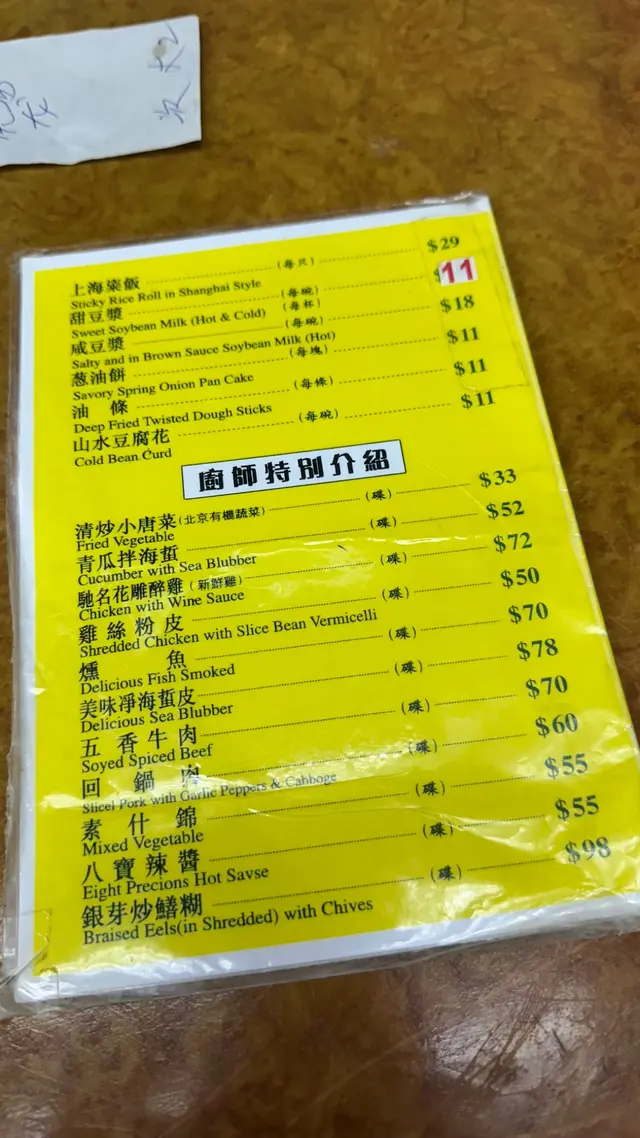 上海粢飯 (每只) $29
Sticky Rice Roll in Shanghai Style
甜豆漿 (每碗) (每杯) $11
Sweet Soybean Milk (Hot & Cold)
咸豆漿 (每碗) $18
Salty and in Brown Sauce Soybean Milk (Hot)
葱油餅 (每塊) $11
Savory Spring Onion Pan Cake
油條 (每條) $11
Deep Fried Twisted Dough Sticks
山水豆腐花 (每碗) $11
Cold Bean Curd
廚師特別介紹
清炒小唐菜(北京有機蔬菜) (碟) $33
Fried Vegetable
青瓜拌海蜇 (碟) $52
Cucumber with Sea Blubber
馳名花雕醉雞(新鮮雞) (碟) $72
Chicken with Wine Sauce
雞絲粉皮 (碟) $50
Shredded Chicken with Slice Bean Vermicelli
燻魚 (碟) $70
Delicious Fish Smoked
美味淨海蜇皮 (碟) $78
Delicious Sea Blubber
五香牛肉 (碟) $70
Soyed Spiced Beef
回鍋肉 (碟) $60
Slicel Pork with Garlic Peppers & Cabboge
素什錦 (碟) $55
Mixed Vegetable
八寶辣醬 (碟) $55
Eight Precions Hot Savse
銀芽炒鱔糊 (碟) $98
Braised Eels(in Shredded) with Chives